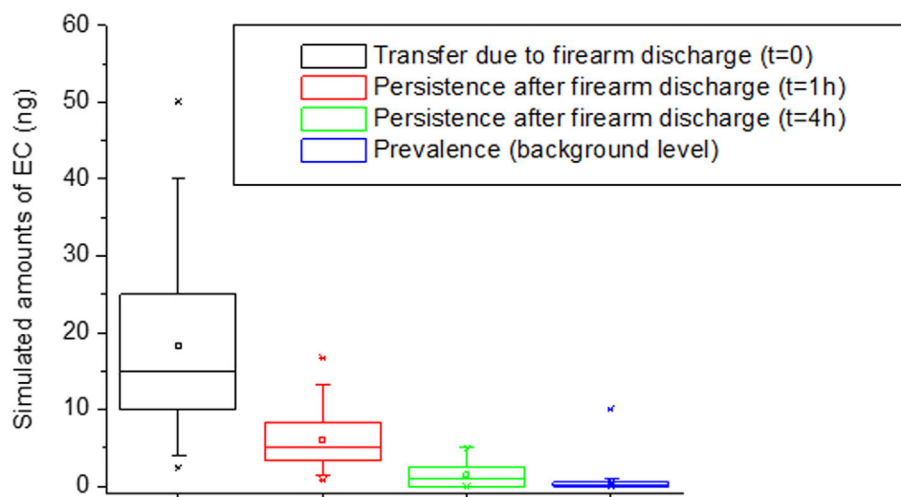 60
50
40
30
20
10
0
Simulated amounts of EC (ng)
Transfer due to firearm discharge (t=0)
Persistence after firearm discharge (t=1h)
Persistence after firearm discharge (t=4h)
Prevalence (background level)